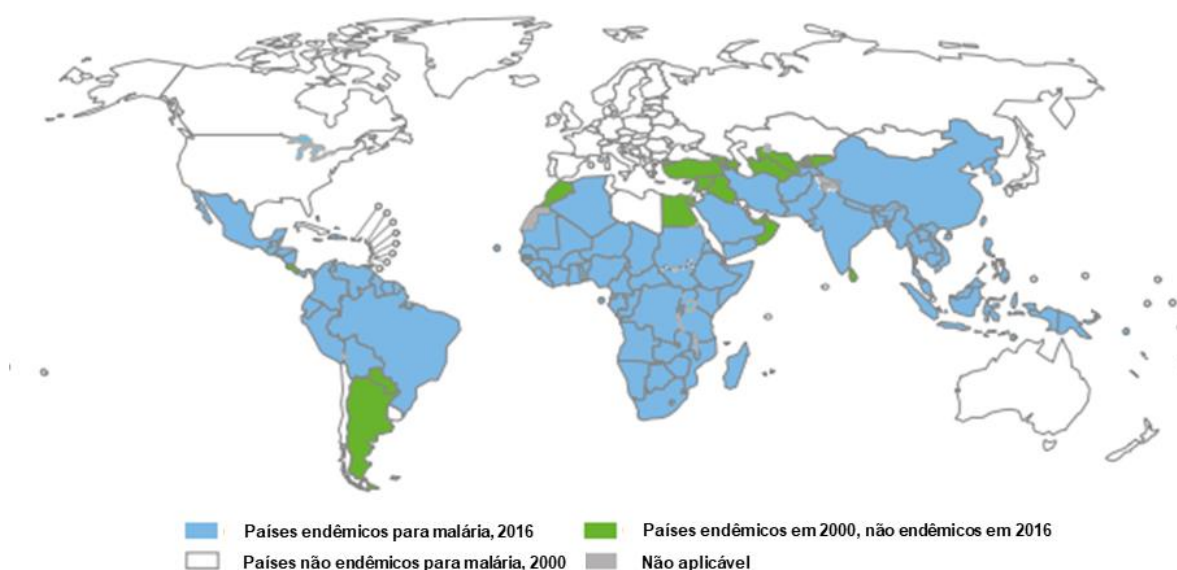 Países endêmicos para malária, 2016
Países endêmicos em 2000, não endêmicos em 2016
Países não endêmicos para malária, 2000
Não aplicável